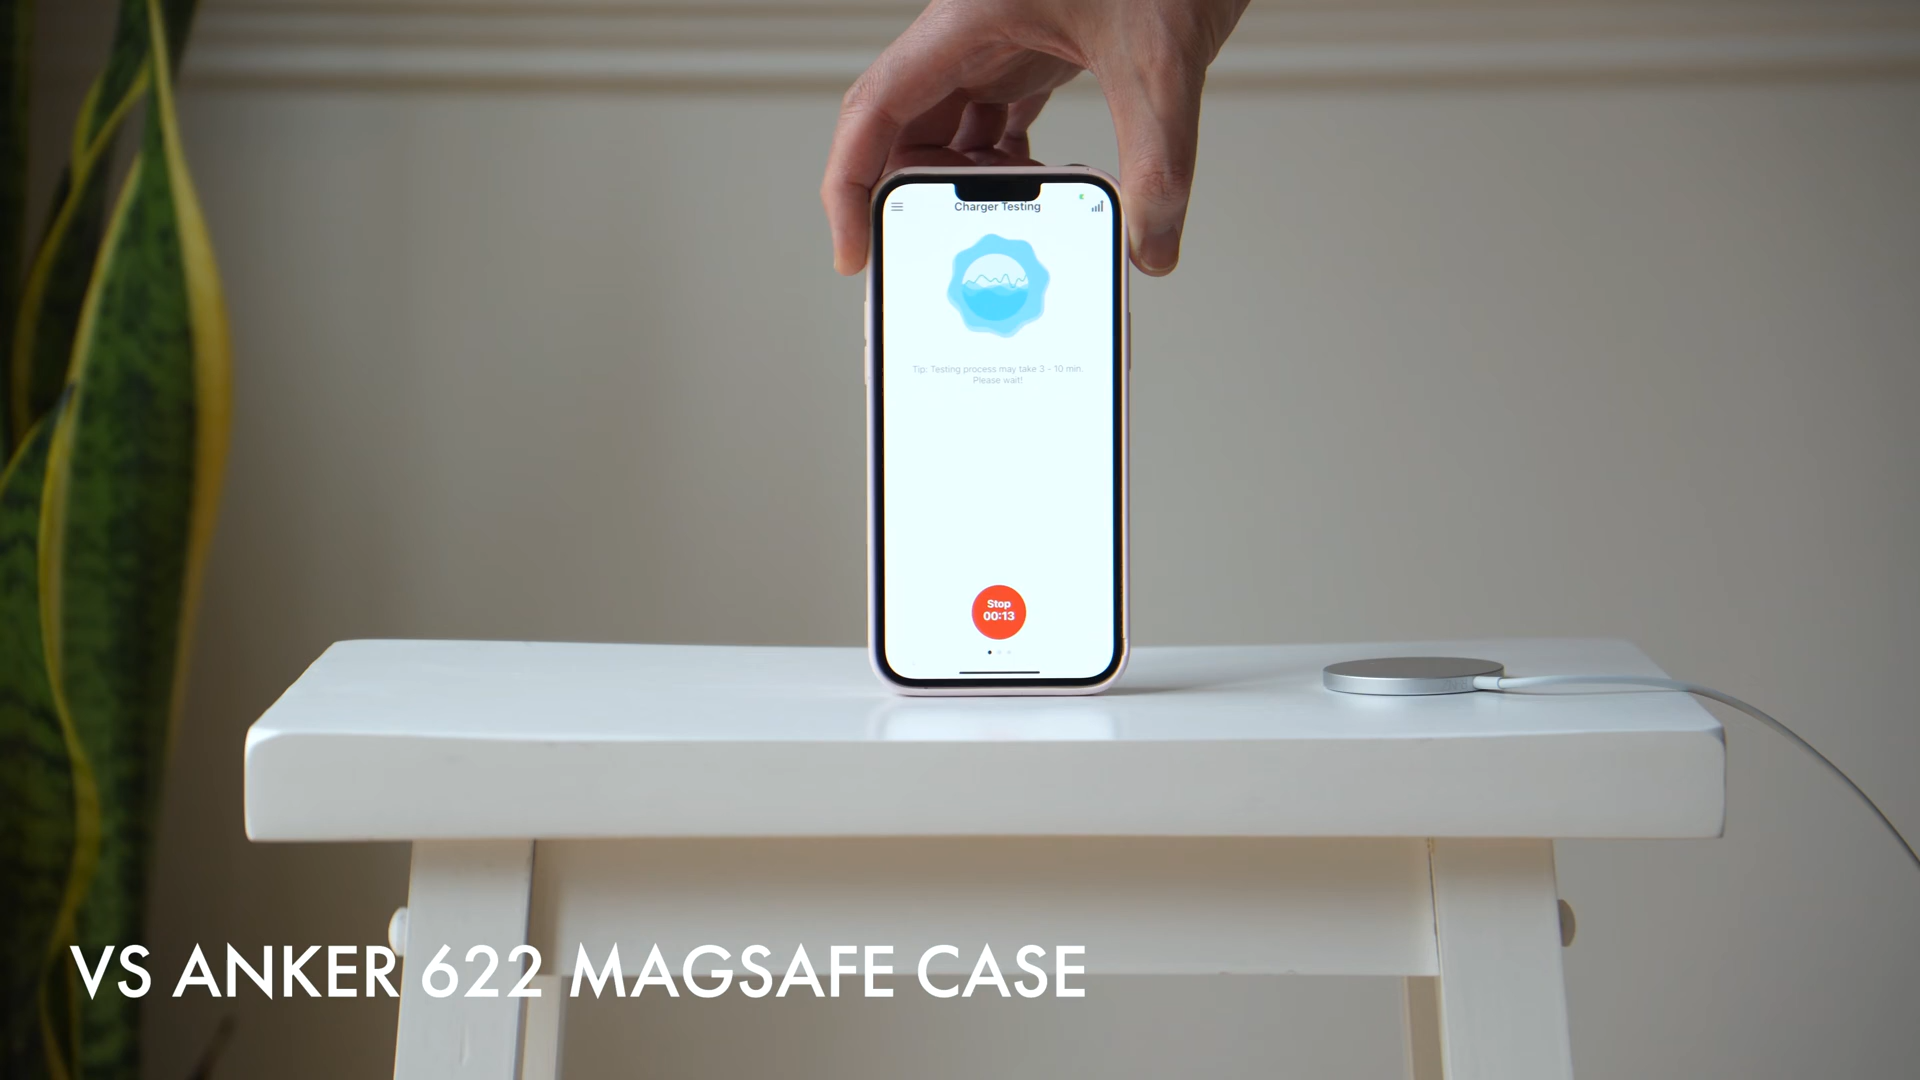 Charger Testing
Tip: Testing process may take 3 - 10 min.
Please wait!
Stop
00:13
VS ANKER 622 MAGSAFE CASE